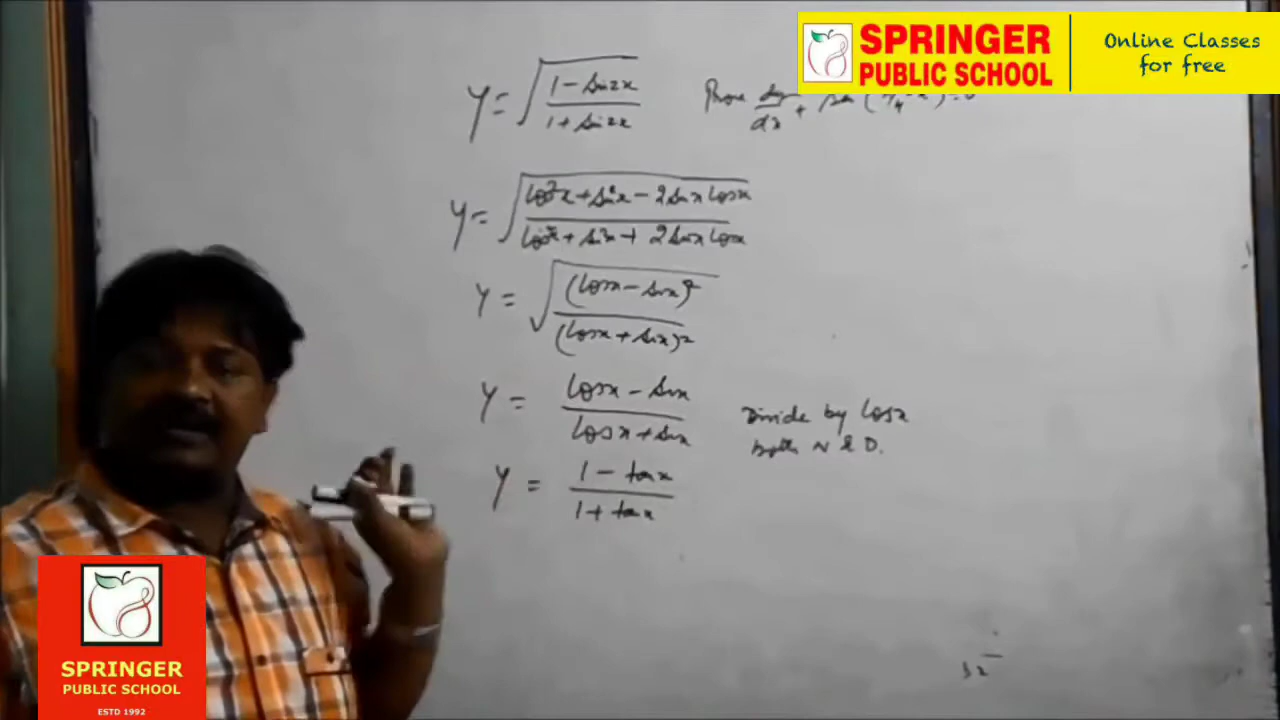 SPRINGER
PUBLIC SCHOOL
Online Classes
for free
y = √((1 - sin2x)/(1 + sin2x)) Prove dy/dx +
y = √((cos²x + sin²x - 2sinx cosx)/(cos²x + sin²x + 2sinx cosx))
y = √((cosx - sinx)²/(cosx + sinx)²)
y = (cosx - sinx)/(cosx + sinx) Divide by cosx
both N & D.
y = (1 - tanx)/(1 + tanx)
SPRINGER
PUBLIC SCHOOL
ESTD 1992